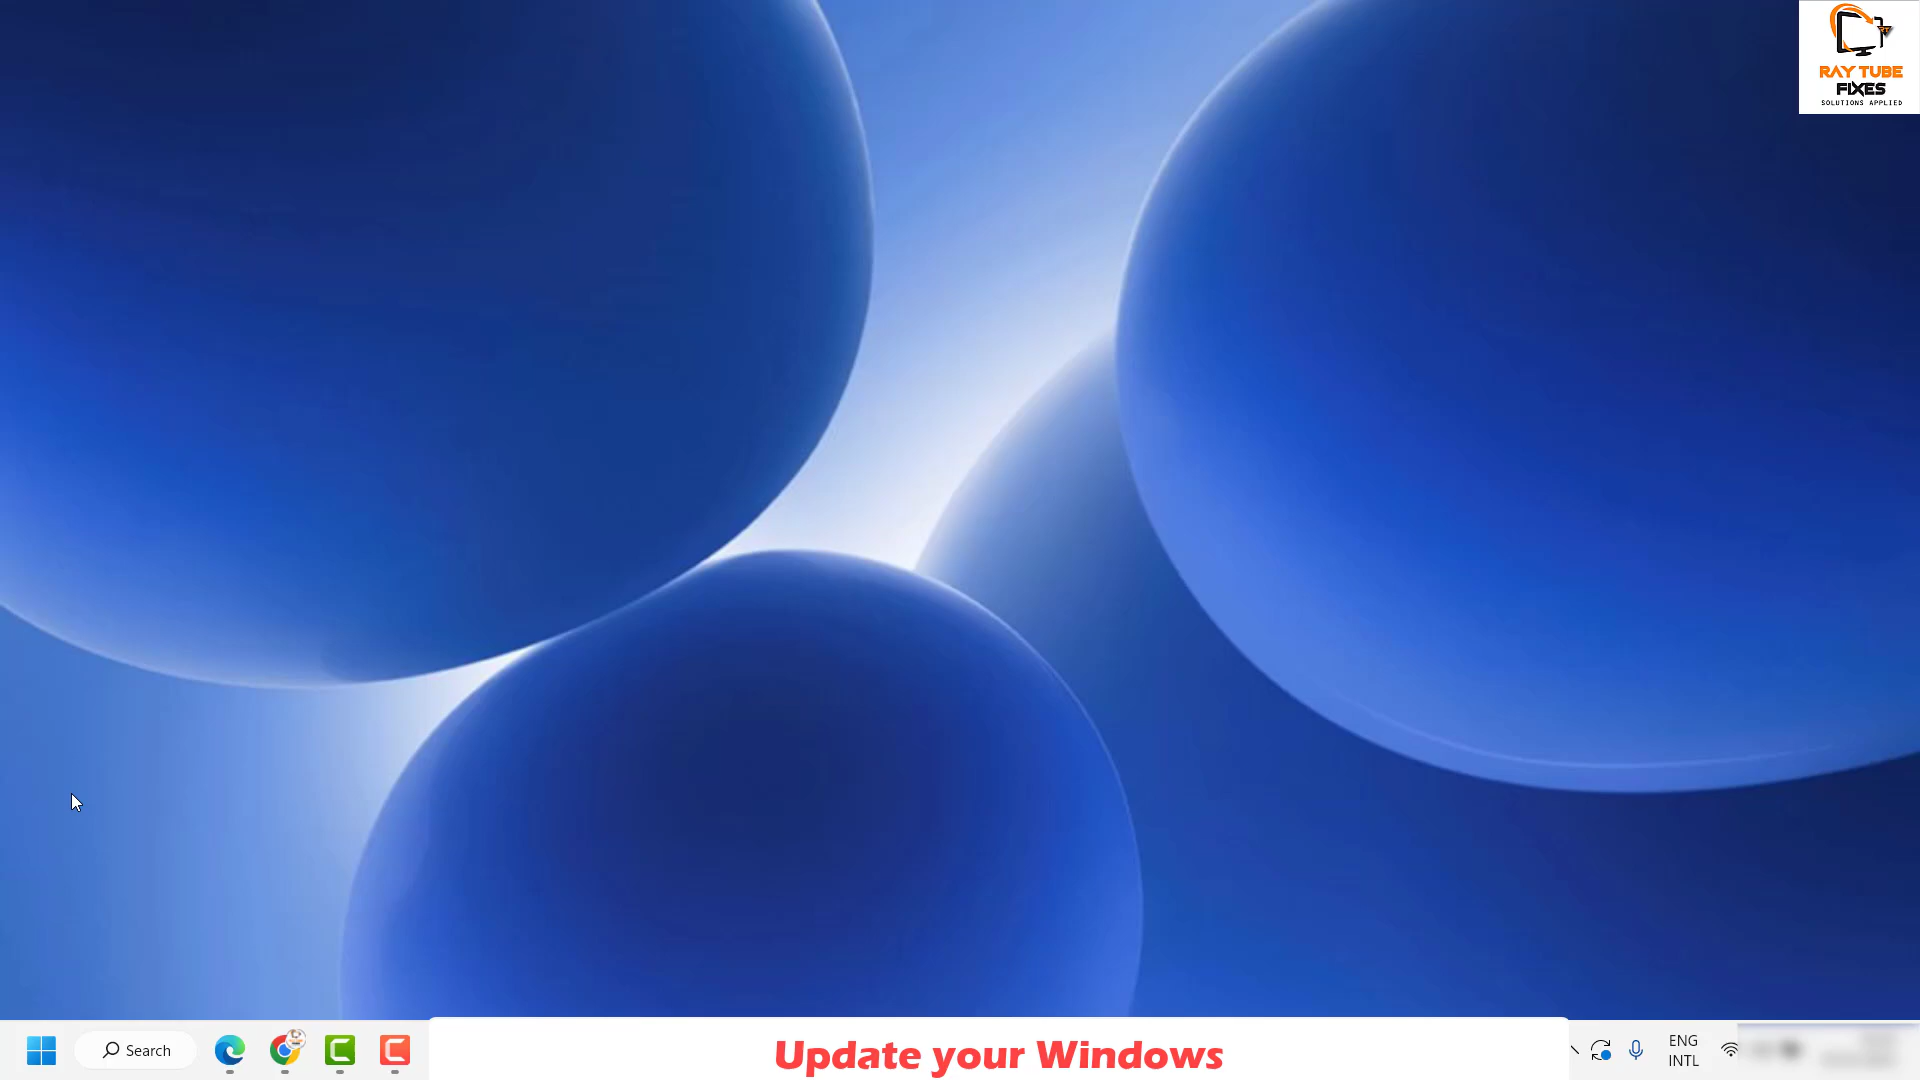 RAY TUBE
FIXES
SOLUTIONS APPLIED
Search
Update your Windows
ENG
INTL